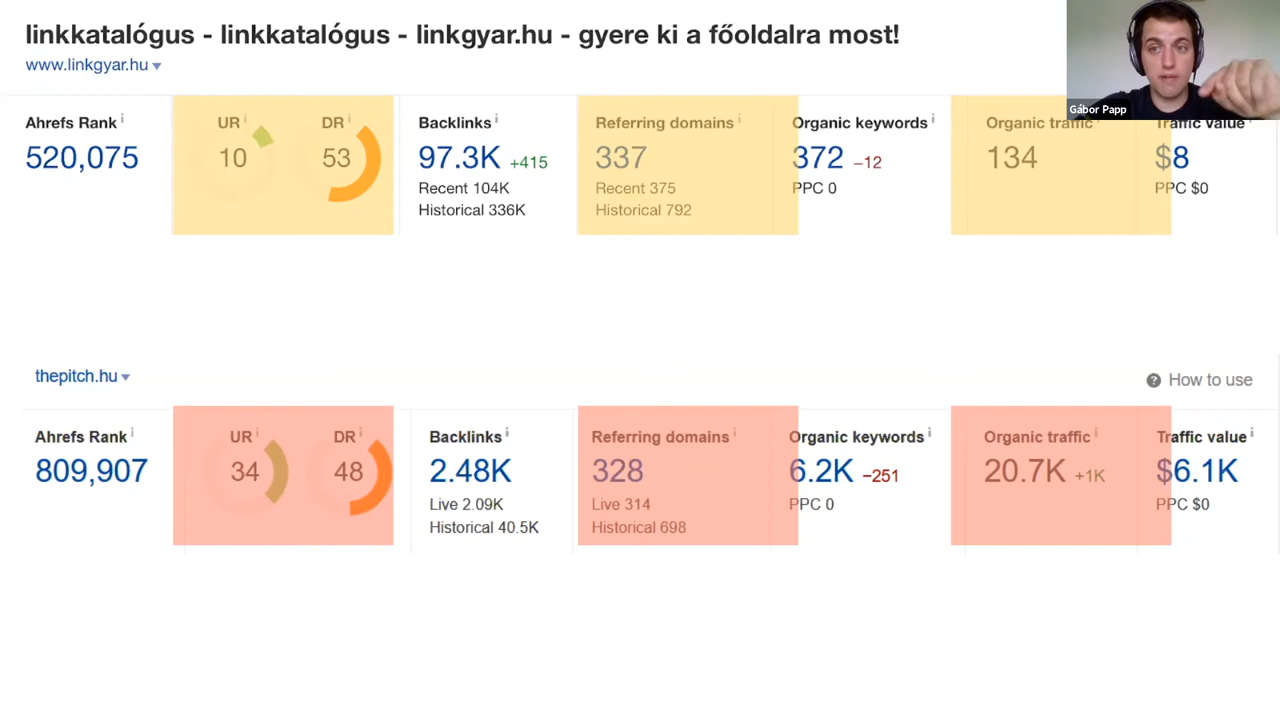 linkkatalógus - linkkatalógus - linkgyar.hu - gyere ki a főoldalra most!
www.linkgyar.hu
Gábor Papp
Ahrefs Rank UR DR Backlinks Referring domains Organic keywords Organic traffic Traffic value
520,075 10 53 97.3K +415 337 372 −12 134 $8
Recent 104K Recent 375 PPC 0 PPC $0
Historical 336K Historical 792
thepitch.hu How to use
Ahrefs Rank UR DR Backlinks Referring domains Organic keywords Organic traffic Traffic value
809,907 34 48 2.48K 328 6.2K −251 20.7K +1K $6.1K
Live 2.09K Live 314 PPC 0 PPC $0
Historical 40.5K Historical 698